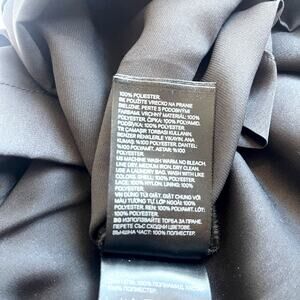 100% POLIESTER.
RS POUŽITE VRECKO NA PRANIE
BIELIZNE, PERTE S PODOBNÝMI
FARBAMI. VRCHNÝ MATERIÁL: 100%
POLYESTER. ČIPKA: 100% POLYAMID.
PODŠÍVKA: 100% POLYESTER.
TR ÇAMAŞIR TORBASI KULLANIN,
BENZER RENKLERLE YIKAYIN, ANA
KUMAŞ: %100 POLYESTER, DANTEL:
%100 POLYAMIT, ASTAR: %100
POLYESTER.
US MACHINE WASH WARM, NO BLEACH,
LINE DRY, MEDIUM IRON, DRY CLEAN,
USE A LAUNDRY BAG, WASH WITH LIKE
COLORS. SHELL: 100% POLYESTER.
LACE: 100% NYLON. LINING: 100%
POLYESTER.
VN DÙNG TÚI GIẶT. GIẶT CHUNG VỚI
MÀU TƯƠNG TỰ. LỚP NGOÀI: 100%
POLYESTER. REN: 100% POLYAMIT. LÓT:
100% POLYESTER.
BG ИЗПОЛЗВАЙТЕ ТОРБА ЗА ПРАНЕ.
ПЕРЕТЕ СЪС СХОДНИ ЦВЕТОВЕ.
ВЪНШНА ЧАСТ: 100% ПОЛИЕСТЕР.